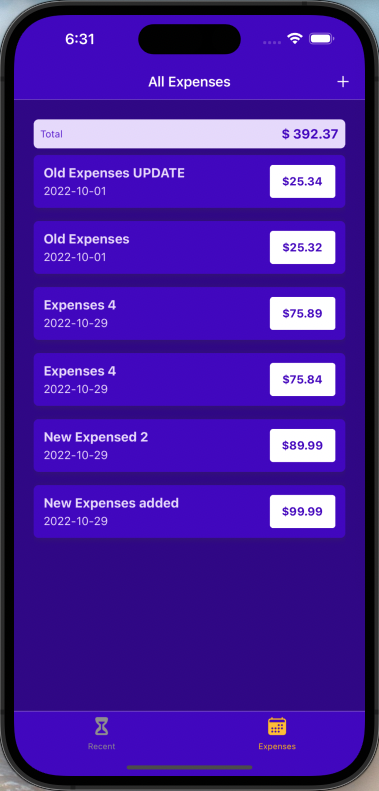 6:31
All Expenses
+
Total $ 392.37
Old Expenses UPDATE
2022-10-01
$25.34
Old Expenses
2022-10-01
$25.32
Expenses 4
2022-10-29
$75.89
Expenses 4
2022-10-29
$75.84
New Expensed 2
2022-10-29
$89.99
New Expenses added
2022-10-29
$99.99
Recent
Expenses